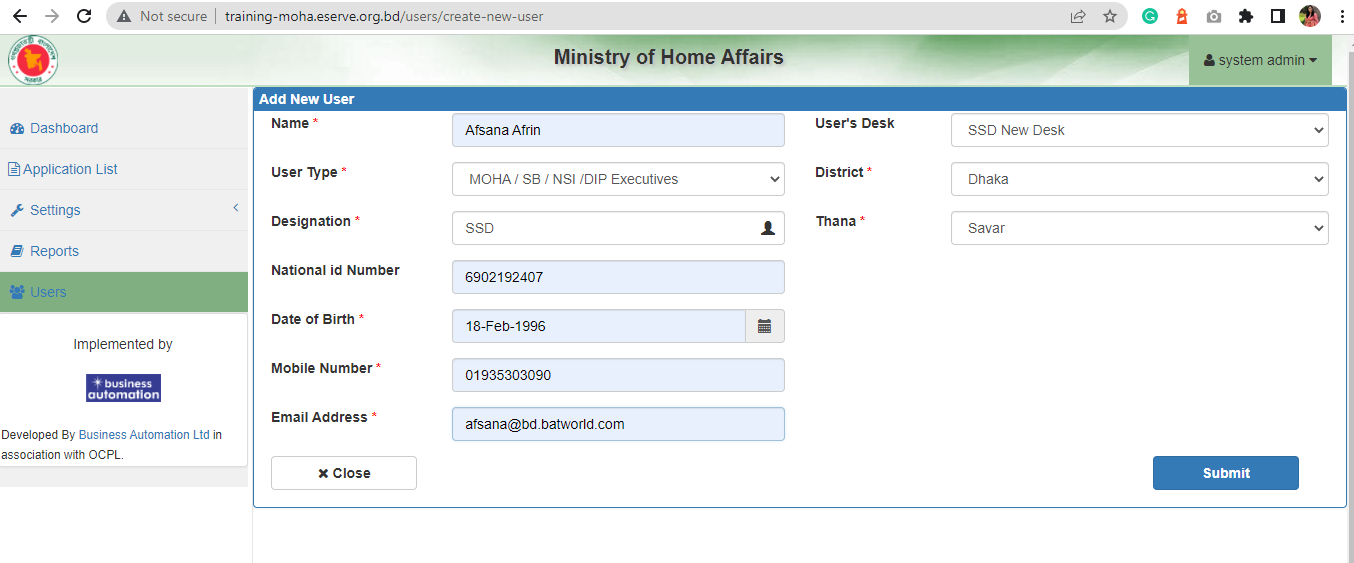 Not secure training-moha.eserve.org.bd/users/create-new-user
Ministry of Home Affairs
system admin
Dashboard
Application List
Settings
Reports
Users
Implemented by
business
automation
Developed By Business Automation Ltd in
association with OCPL.
Add New User
Name * Afsana Afrin User's Desk SSD New Desk
User Type * MOHA / SB / NSI /DIP Executives District * Dhaka
Designation * SSD Thana * Savar
National id Number 6902192407
Date of Birth * 18-Feb-1996
Mobile Number * 01935303090
Email Address * afsana@bd.batworld.com
Close Submit